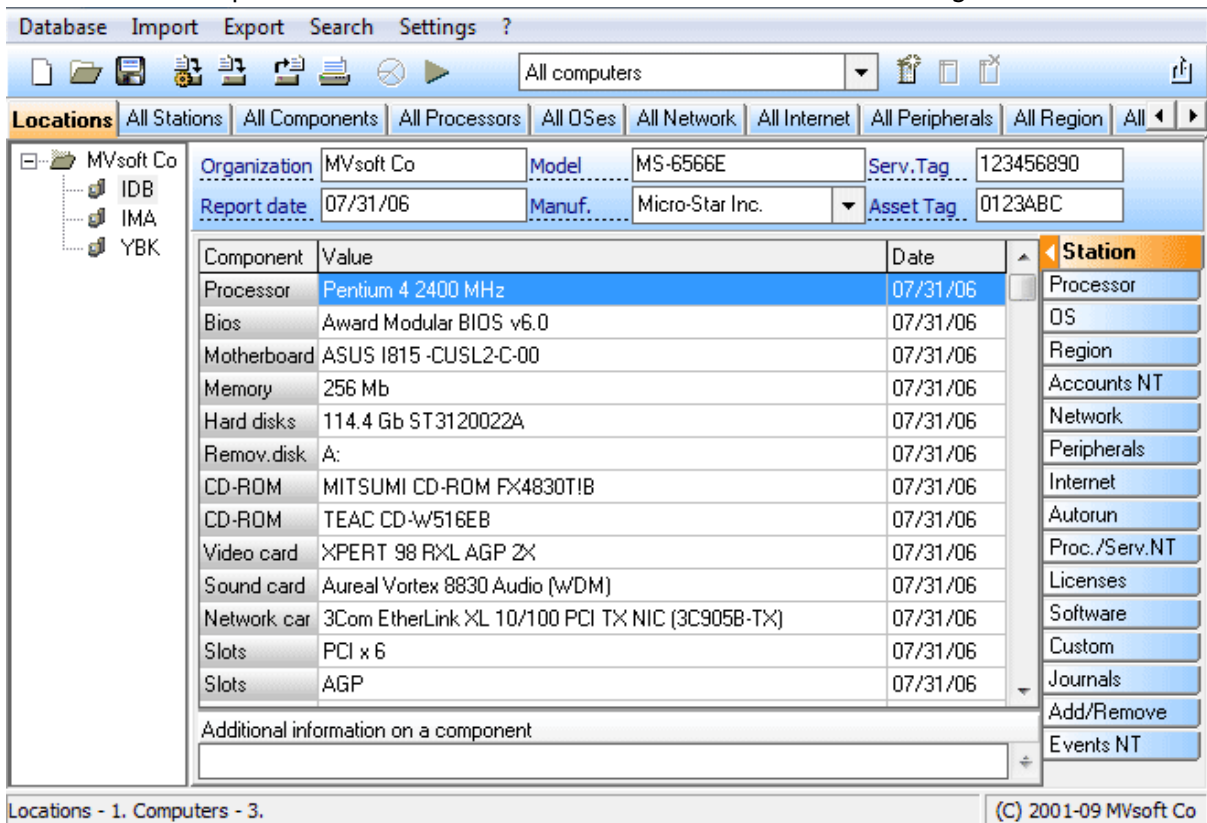 Database Import Export Search Settings ?
All computers
Locations All Stations All Components All Processors All OSes All Network All Internet All Peripherals All Region All
MVsoft Co
IDB
IMA
YBK
Organization MVsoft Co Model MS-6566E Serv.Tag 123456890
Report date 07/31/06 Manuf. Micro-Star Inc. Asset Tag 0123ABC
Component Value Date
Processor Pentium 4 2400 MHz 07/31/06
Bios Award Modular BIOS v6.0 07/31/06
Motherboard ASUS I815 -CUSL2-C-00 07/31/06
Memory 256 Mb 07/31/06
Hard disks 114.4 Gb ST3120022A 07/31/06
Remov.disk A: 07/31/06
CD-ROM MITSUMI CD-ROM FX4830T!B 07/31/06
CD-ROM TEAC CD-W516EB 07/31/06
Video card XPERT 98 RXL AGP 2X 07/31/06
Sound card Aureal Vortex 8830 Audio (WDM) 07/31/06
Network car 3Com EtherLink XL 10/100 PCI TX NIC (3C905B-TX) 07/31/06
Slots PCI x 6 07/31/06
Slots AGP 07/31/06
Additional information on a component
Station
Processor
OS
Region
Accounts NT
Network
Peripherals
Internet
Autorun
Proc./Serv.NT
Licenses
Software
Custom
Journals
Add/Remove
Events NT
Locations - 1. Computers - 3. (C) 2001-09 MVsoft Co